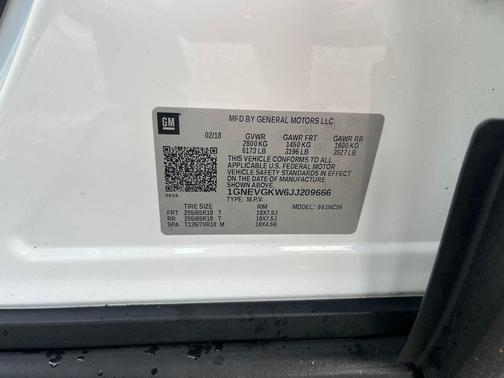 GM
MFD BY GENERAL MOTORS LLC
02/18 GVWR GAWR FRT GAWR RR
2800 KG 1450 KG 1600 KG
6173 LB 3196 LB 3527 LB
THIS VEHICLE CONFORMS TO ALL
APPLICABLE U.S. FEDERAL MOTOR
VEHICLE SAFETY STANDARDS IN EFFECT
ON THE DATE OF MANUFACTURE
SHOWN ABOVE.
1GNEVGKW6JJ209666
TYPE: M.P.V.
TIRE SIZE RIM MODEL: 661NC56
FRT 255/65R18 T 18X7.5J
RR 255/65R18 T 18X7.5J
SPA T135/70R18 M 18X4.5B